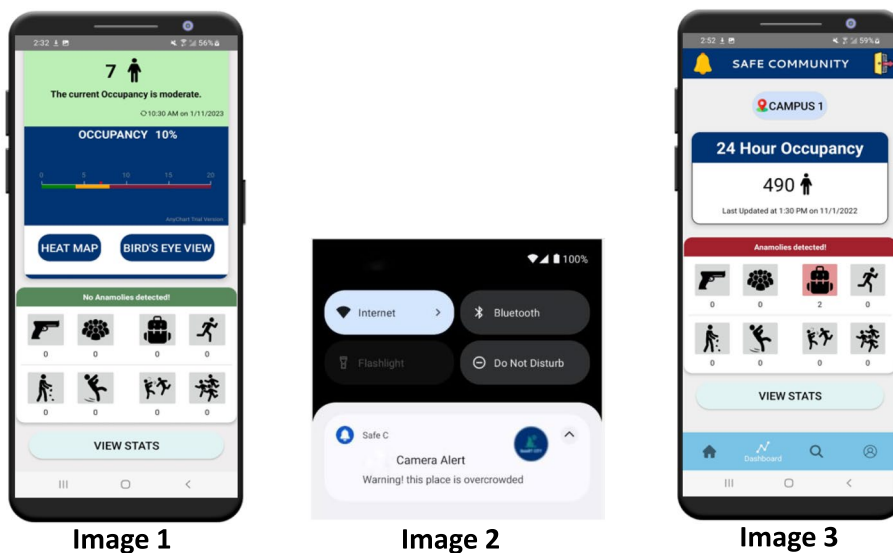 2:32 56%
7
The current Occupancy is moderate.
10:30 AM on 1/11/2023
OCCUPANCY 10%
0 5 10 15 20
AnyChart Trial Version
HEAT MAP BIRD'S EYE VIEW
No Anamolies detected!
0 0 0 0
0 0 0 0
VIEW STATS
Image 1
100%
Internet Bluetooth
Flashlight Do Not Disturb
Safe C
Camera Alert
Warning! this place is overcrowded
Image 2
2:52 59%
SAFE COMMUNITY
CAMPUS 1
24 Hour Occupancy
490
Last Updated at 1:30 PM on 11/1/2022
Anamolies detected!
0 0 2 0
0 0 0 0
VIEW STATS
Dashboard
Image 3